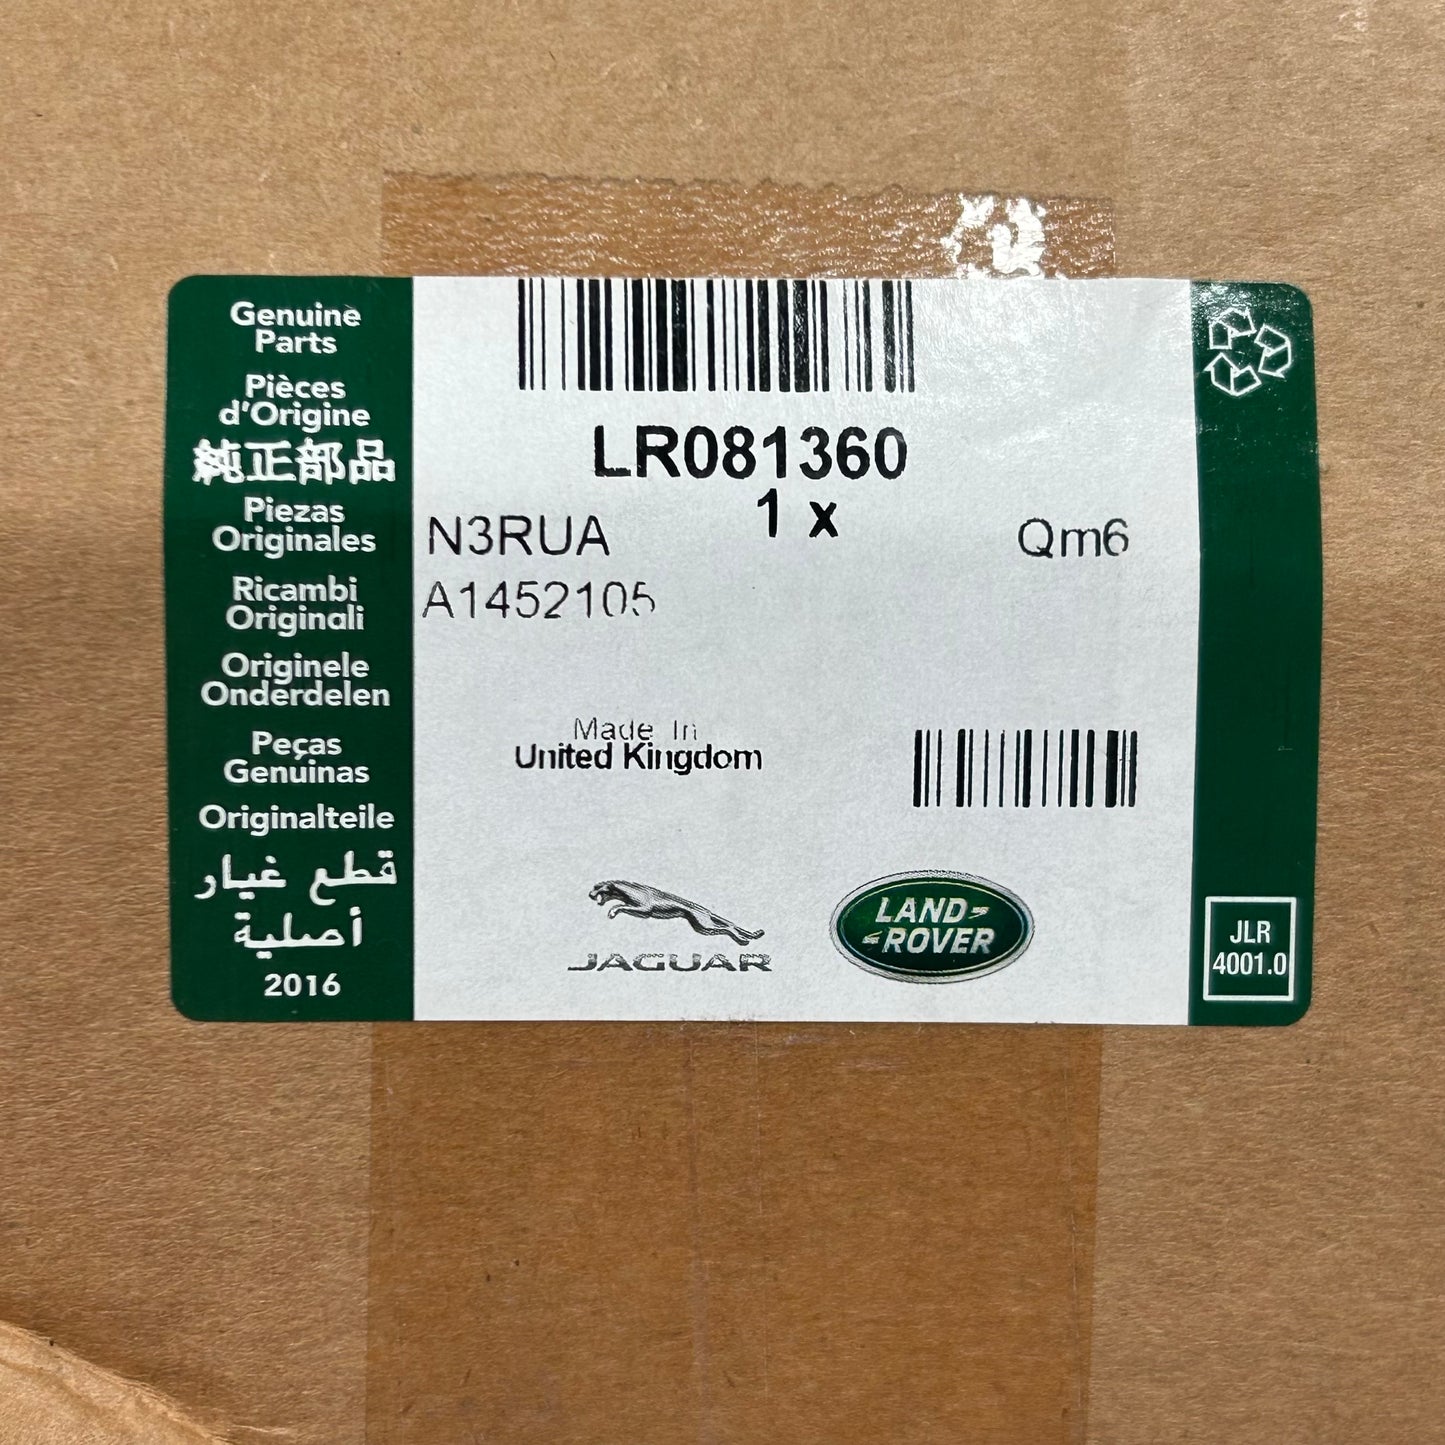 Genuine
Parts
Pièces
d'Origine
純正部品
Piezas
Originales
Ricambi
Originali
Originele
Onderdelen
Peças
Genuinas
Originalteile
قطع غيار
أصلية
2016
LR081360
1 x
N3RUA
Qm6
A1452105
Made In
United Kingdom
JAGUAR
LAND
ROVER
JLR
4001.0